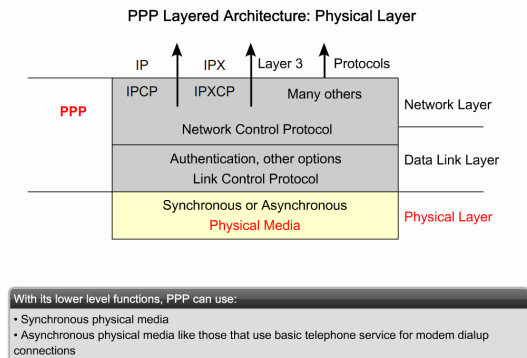 PPP Layered Architecture: Physical Layer
IP IPX Layer 3 Protocols
IPCP IPXCP Many others
PPP
Network Layer
Network Control Protocol
Authentication, other options
Data Link Layer
Link Control Protocol
Synchronous or Asynchronous
Physical Media
Physical Layer
With its lower level functions, PPP can use:
• Synchronous physical media
• Asynchronous physical media like those that use basic telephone service for modem dialup
connections